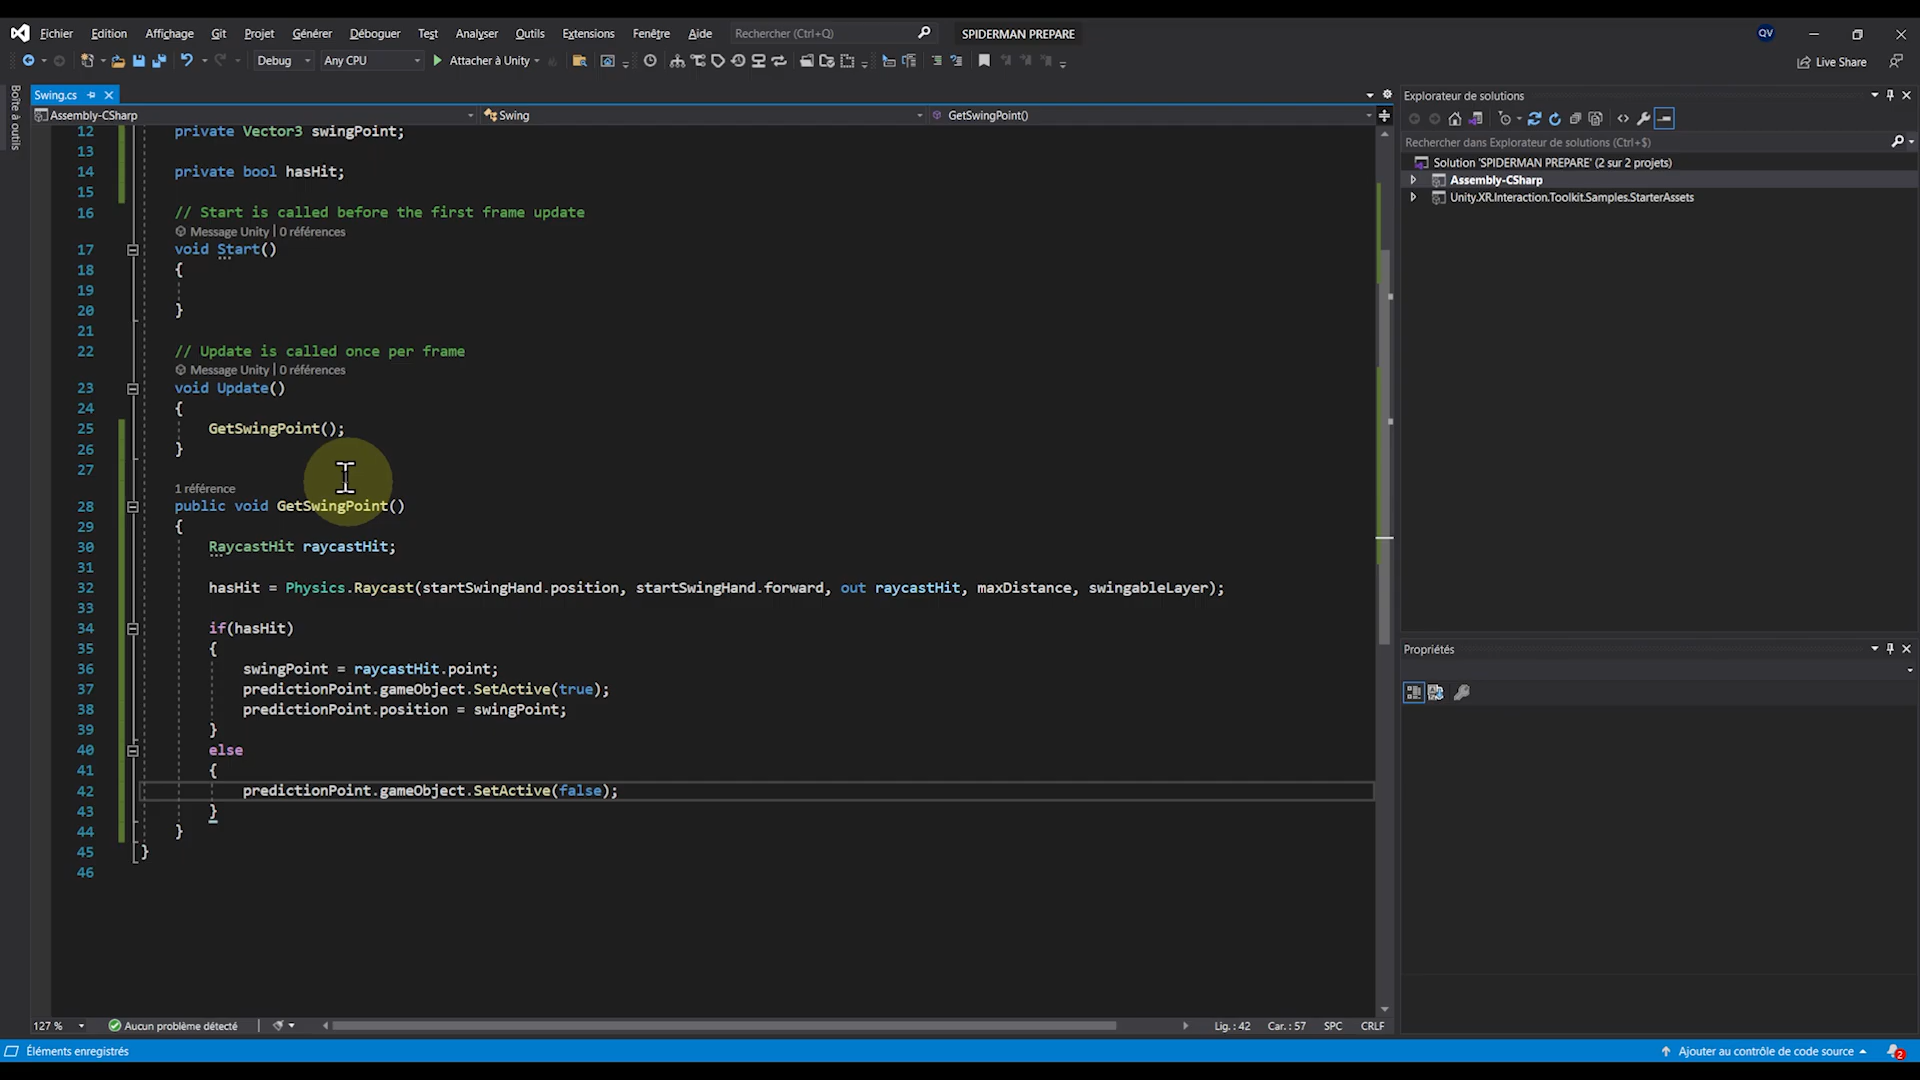 Fichier Edition Affichage Git Projet Générer Déboguer Test Analyser Outils Extensions Fenêtre Aide Rechercher (Ctrl+Q) SPIDERMAN PREPARE QV
Debug Any CPU Attacher à Unity Live Share
Boîte à outils
Swing.cs
Assembly-CSharp Swing GetSwingPoint()
12 private Vector3 swingPoint;
13
14 private bool hasHit;
15
16 // Start is called before the first frame update
Message Unity | 0 références
17 void Start()
18 {
19
20 }
21
22 // Update is called once per frame
Message Unity | 0 références
23 void Update()
24 {
25 GetSwingPoint();
26 }
27
1 référence
28 public void GetSwingPoint()
29 {
30 RaycastHit raycastHit;
31
32 hasHit = Physics.Raycast(startSwingHand.position, startSwingHand.forward, out raycastHit, maxDistance, swingableLayer);
33
34 if(hasHit)
35 {
36 swingPoint = raycastHit.point;
37 predictionPoint.gameObject.SetActive(true);
38 predictionPoint.position = swingPoint;
39 }
40 else
41 {
42 predictionPoint.gameObject.SetActive(false);
43 }
44 }
45 }
46
127 % Aucun problème détecté Lig. : 42 Car. : 57 SPC CRLF
Explorateur de solutions
Rechercher dans Explorateur de solutions (Ctrl+$)
Solution 'SPIDERMAN PREPARE' (2 sur 2 projets)
Assembly-CSharp
Unity.XR.Interaction.Toolkit.Samples.StarterAssets
Propriétés
Éléments enregistrés Ajouter au contrôle de code source 2